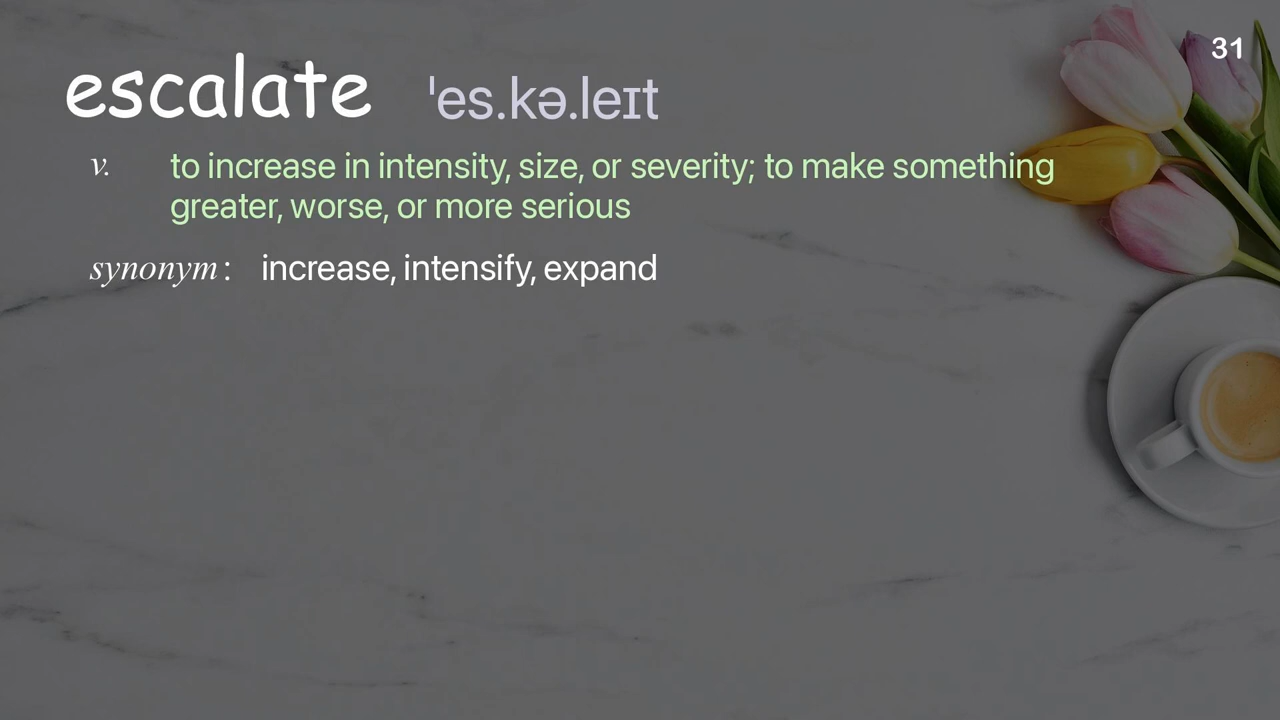 31
escalate ˈes.kə.leɪt
v. to increase in intensity, size, or severity; to make something
greater, worse, or more serious
synonym: increase, intensify, expand